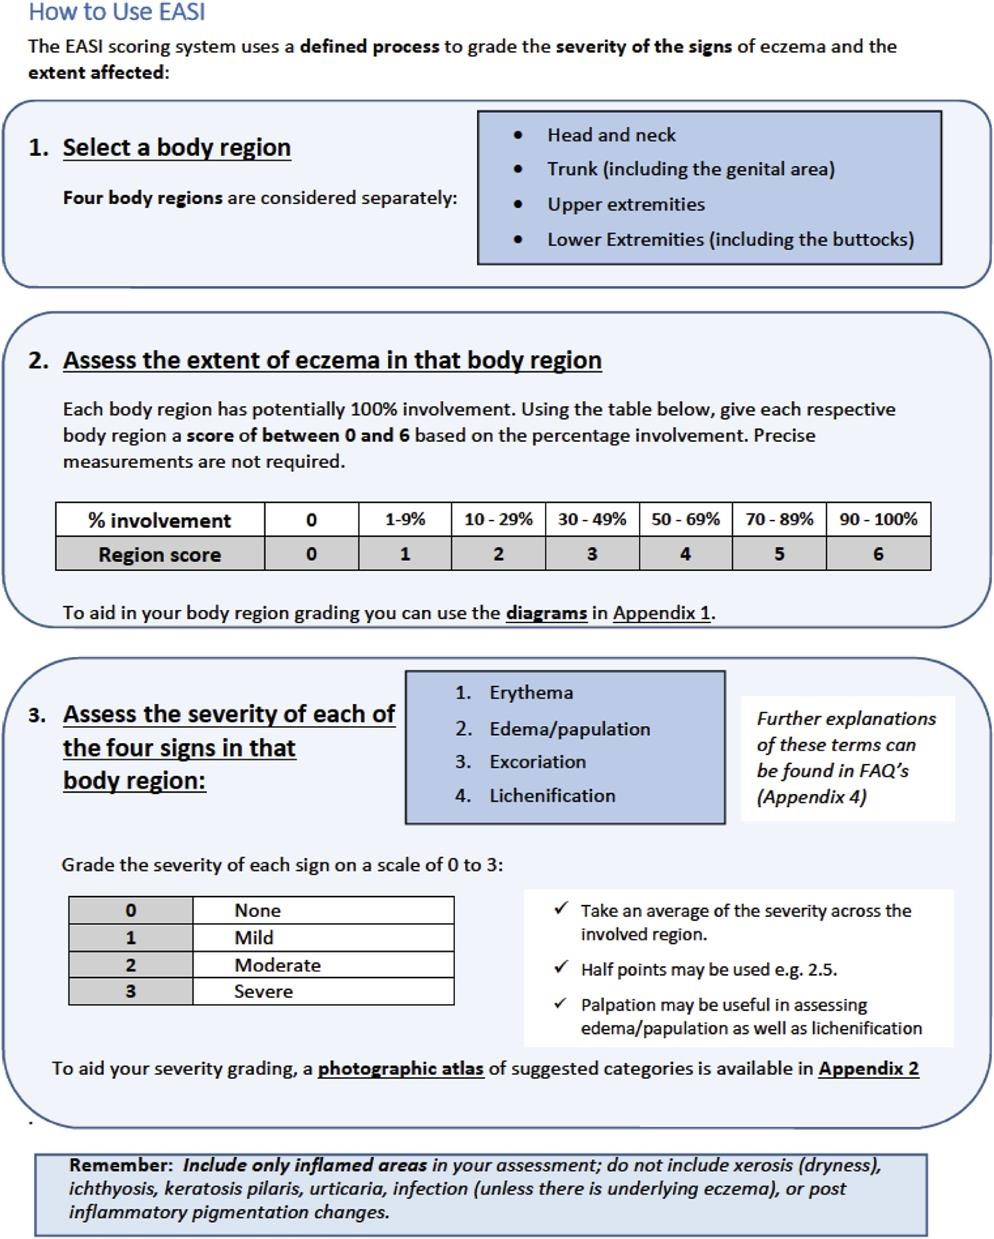 How to Use EASI
The EASI scoring system uses a defined process to grade the severity of the signs of eczema and the
extent affected:
1. Select a body region
Four body regions are considered separately:
• Head and neck
• Trunk (including the genital area)
• Upper extremities
• Lower Extremities (including the buttocks)
2. Assess the extent of eczema in that body region
Each body region has potentially 100% involvement. Using the table below, give each respective
body region a score of between 0 and 6 based on the percentage involvement. Precise
measurements are not required.
% involvement 0 1-9% 10 - 29% 30 - 49% 50 - 69% 70 - 89% 90 - 100%
Region score 0 1 2 3 4 5 6
To aid in your body region grading you can use the diagrams in Appendix 1.
3. Assess the severity of each of
the four signs in that
body region:
1. Erythema
2. Edema/papulation
3. Excoriation
4. Lichenification
Further explanations
of these terms can
be found in FAQ's
(Appendix 4)
Grade the severity of each sign on a scale of 0 to 3:
0 None
1 Mild
2 Moderate
3 Severe
✓ Take an average of the severity across the
involved region.
✓ Half points may be used e.g. 2.5.
✓ Palpation may be useful in assessing
edema/papulation as well as lichenification
To aid your severity grading, a photographic atlas of suggested categories is available in Appendix 2
.
Remember: Include only inflamed areas in your assessment; do not include xerosis (dryness),
ichthyosis, keratosis pilaris, urticaria, infection (unless there is underlying eczema), or post
inflammatory pigmentation changes.